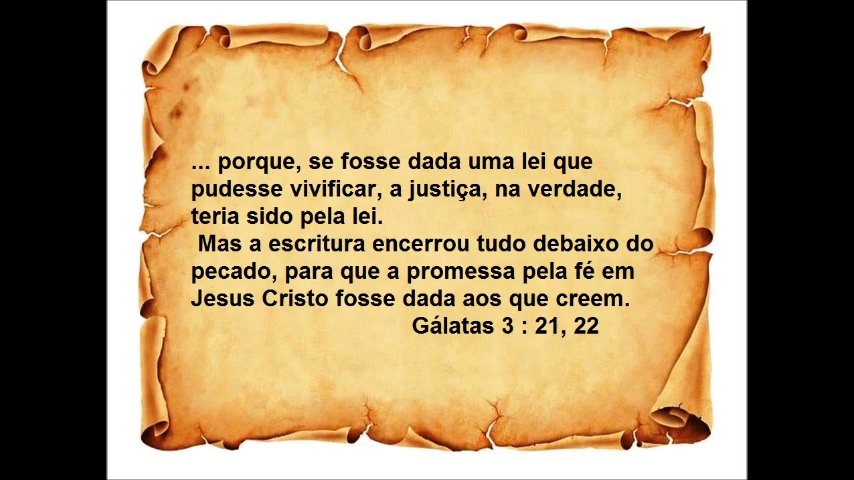 ... porque, se fosse dada uma lei que
pudesse vivificar, a justiça, na verdade,
teria sido pela lei.
Mas a escritura encerrou tudo debaixo do
pecado, para que a promessa pela fé em
Jesus Cristo fosse dada aos que creem.
Gálatas 3 : 21, 22